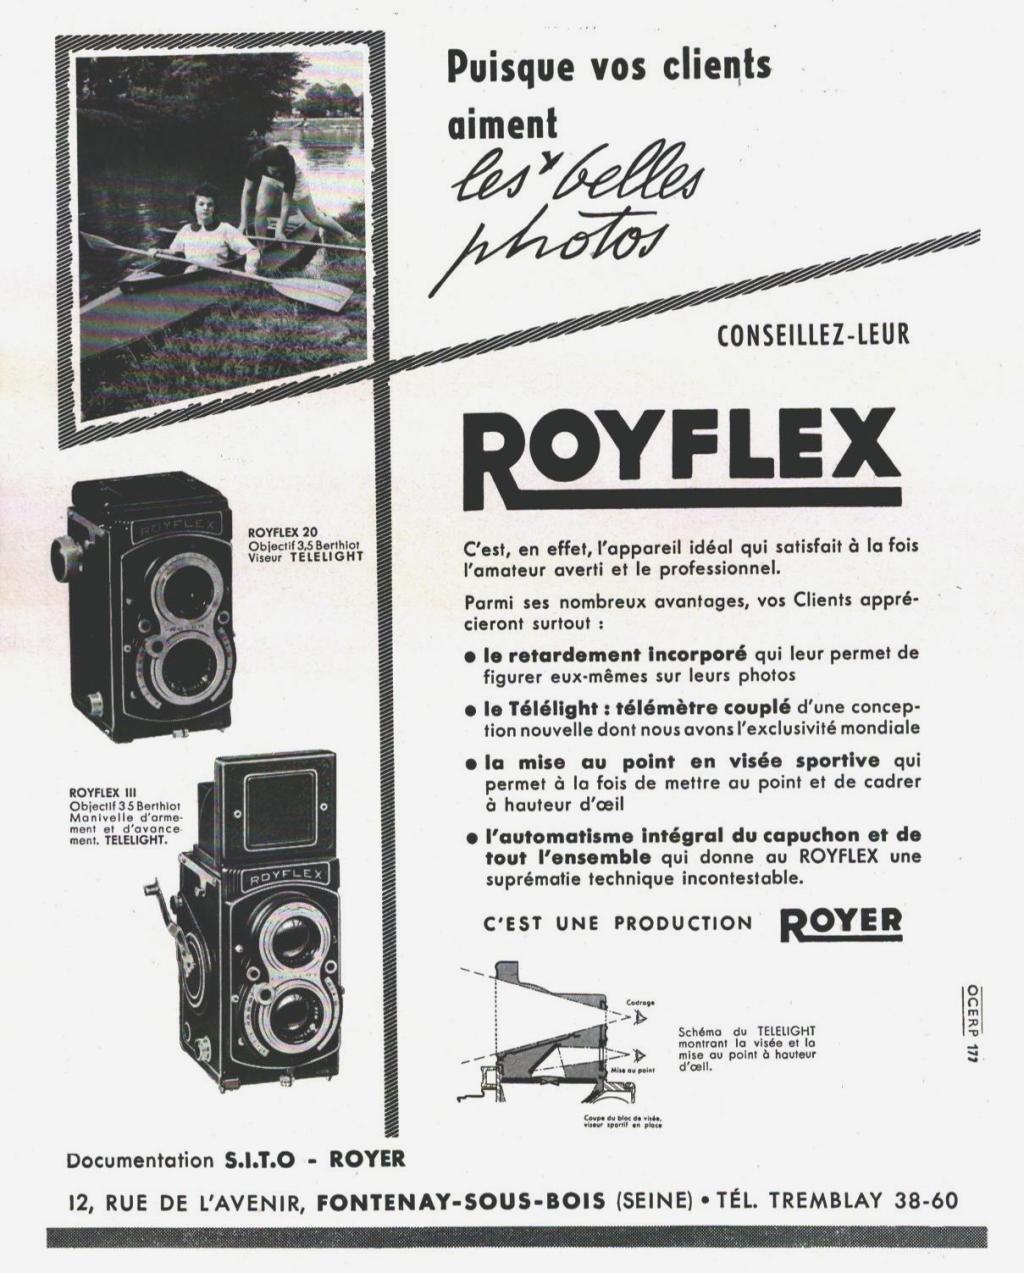 Puisque vos clients
aiment
les belles
photos
CONSEILLEZ-LEUR
ROYFLEX
C'est, en effet, l'appareil idéal qui satisfait à la fois
l'amateur averti et le professionnel.
Parmi ses nombreux avantages, vos Clients appré-
cieront surtout :
● le retardement incorporé qui leur permet de
figurer eux-mêmes sur leurs photos
● le Télélight : télémètre couplé d'une concep-
tion nouvelle dont nous avons l'exclusivité mondiale
● la mise au point en visée sportive qui
permet à la fois de mettre au point et de cadrer
à hauteur d'œil
● l'automatisme intégral du capuchon et de
tout l'ensemble qui donne au ROYFLEX une
suprématie technique incontestable.
C'EST UNE PRODUCTION ROYER
ROYFLEX
ROYFLEX 20
Objectif 3,5 Berthiot
Viseur TELELIGHT
ROYFLEX III
Objectif 3 5 Berthiot
Manivelle d'arme-
ment et d'avance-
ment. TELELIGHT.
ROYFLEX
Cadrage
Mise au point
Coupe du bloc de visée,
viseur sportif en place
Schéma du TELELIGHT
montrant la visée et la
mise au point à hauteur
d'œil.
OCERP 177
Documentation S.I.T.O - ROYER
12, RUE DE L'AVENIR, FONTENAY-SOUS-BOIS (SEINE) • TÉL. TREMBLAY 38-60